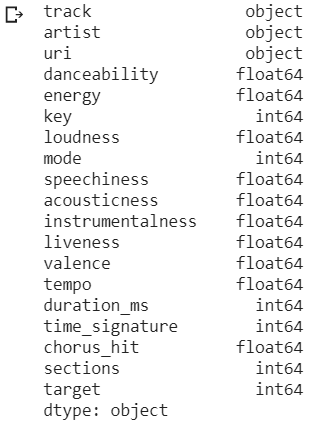 track object
artist object
uri object
danceability float64
energy float64
key int64
loudness float64
mode int64
speechiness float64
acousticness float64
instrumentalness float64
liveness float64
valence float64
tempo float64
duration_ms int64
time_signature int64
chorus_hit float64
sections int64
target int64
dtype: object